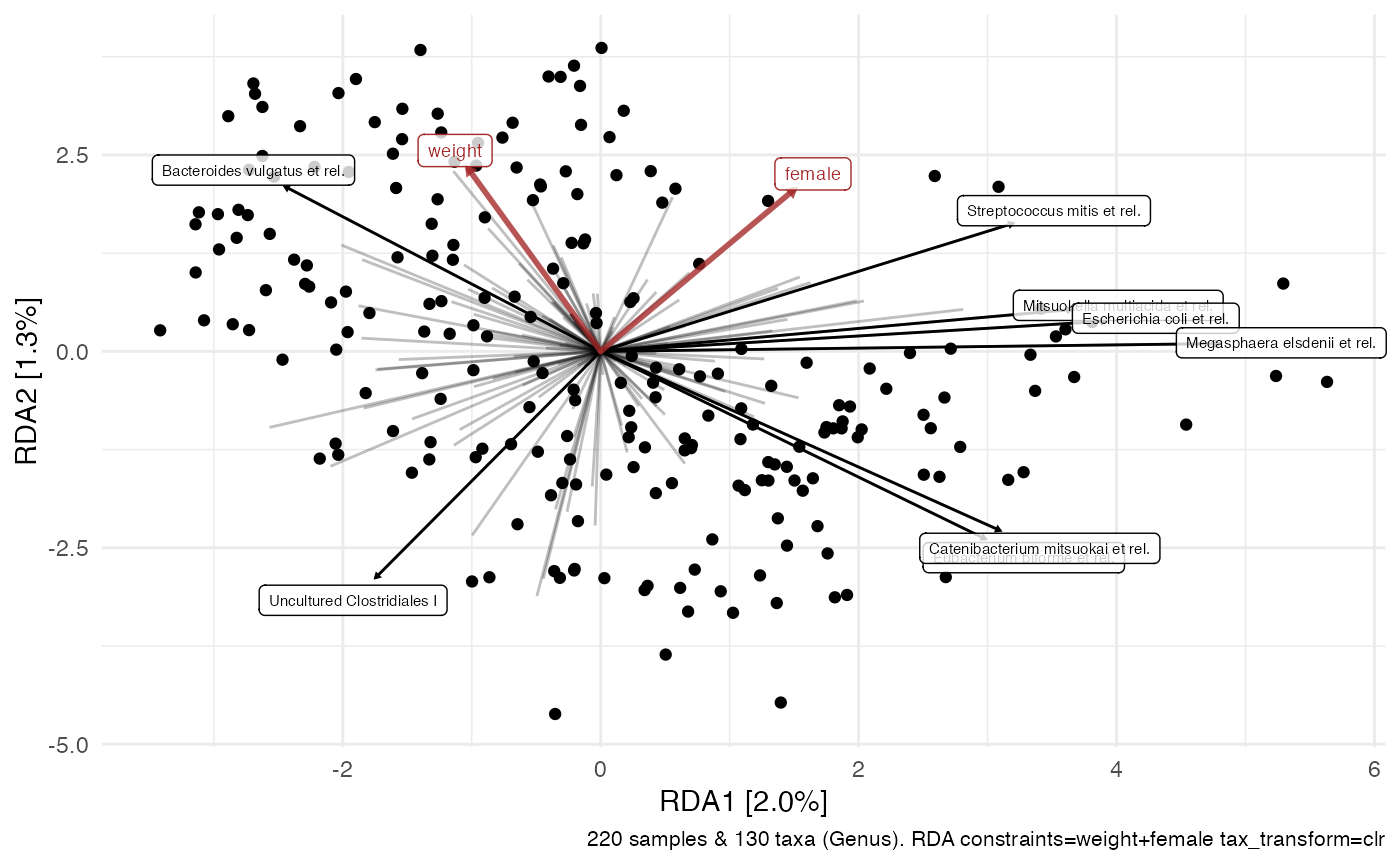 2.5
0.0
-2.5
-5.0
RDA2 [1.3%]
weight
female
Bacteroides vulgatus et rel.
Streptococcus mitis et rel.
Mitsuokella multiacida et rel.
Escherichia coli et rel.
Megasphaera elsdenii et rel.
Catenibacterium mitsuokai et rel.
Eubacterium biforme et rel.
Uncultured Clostridiales I
-2
0
2
4
6
RDA1 [2.0%]
220 samples & 130 taxa (Genus). RDA constraints=weight+female tax_transform=clr